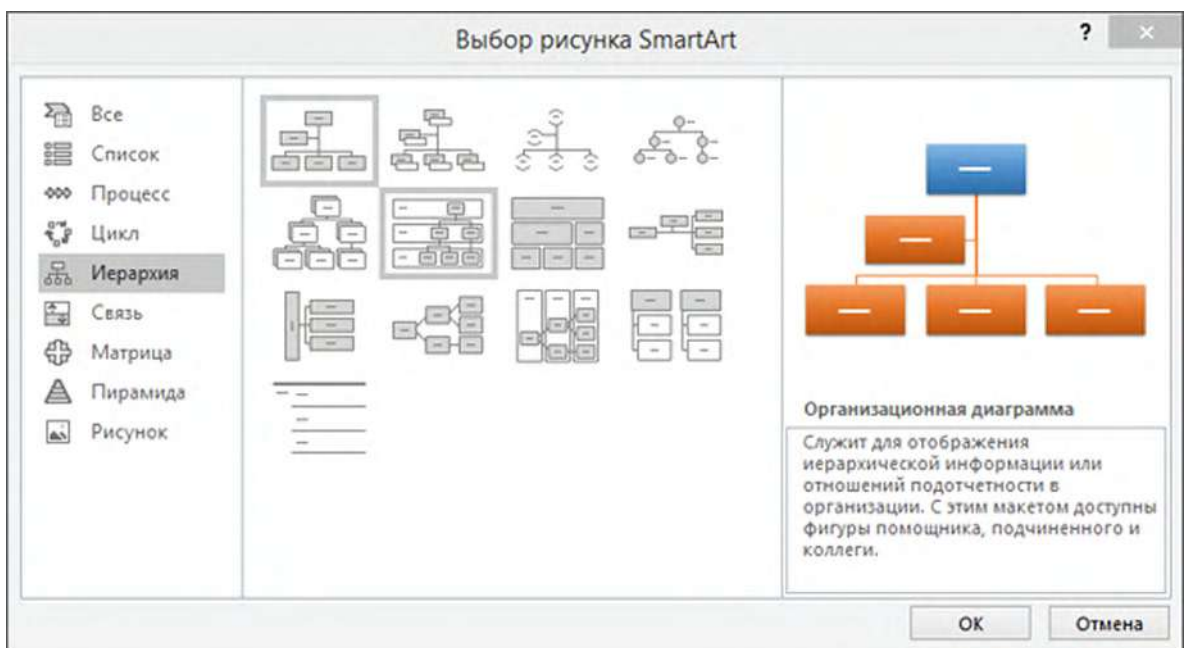 Выбор рисунка SmartArt
?
Все
Список
Процесс
Цикл
Иерархия
Связь
Матрица
Пирамида
Рисунок
Организационная диаграмма
Служит для отображения
иерархической информации или
отношений подотчетности в
организации. С этим макетом доступны
фигуры помощника, подчиненного и
коллеги.
ОК
Отмена